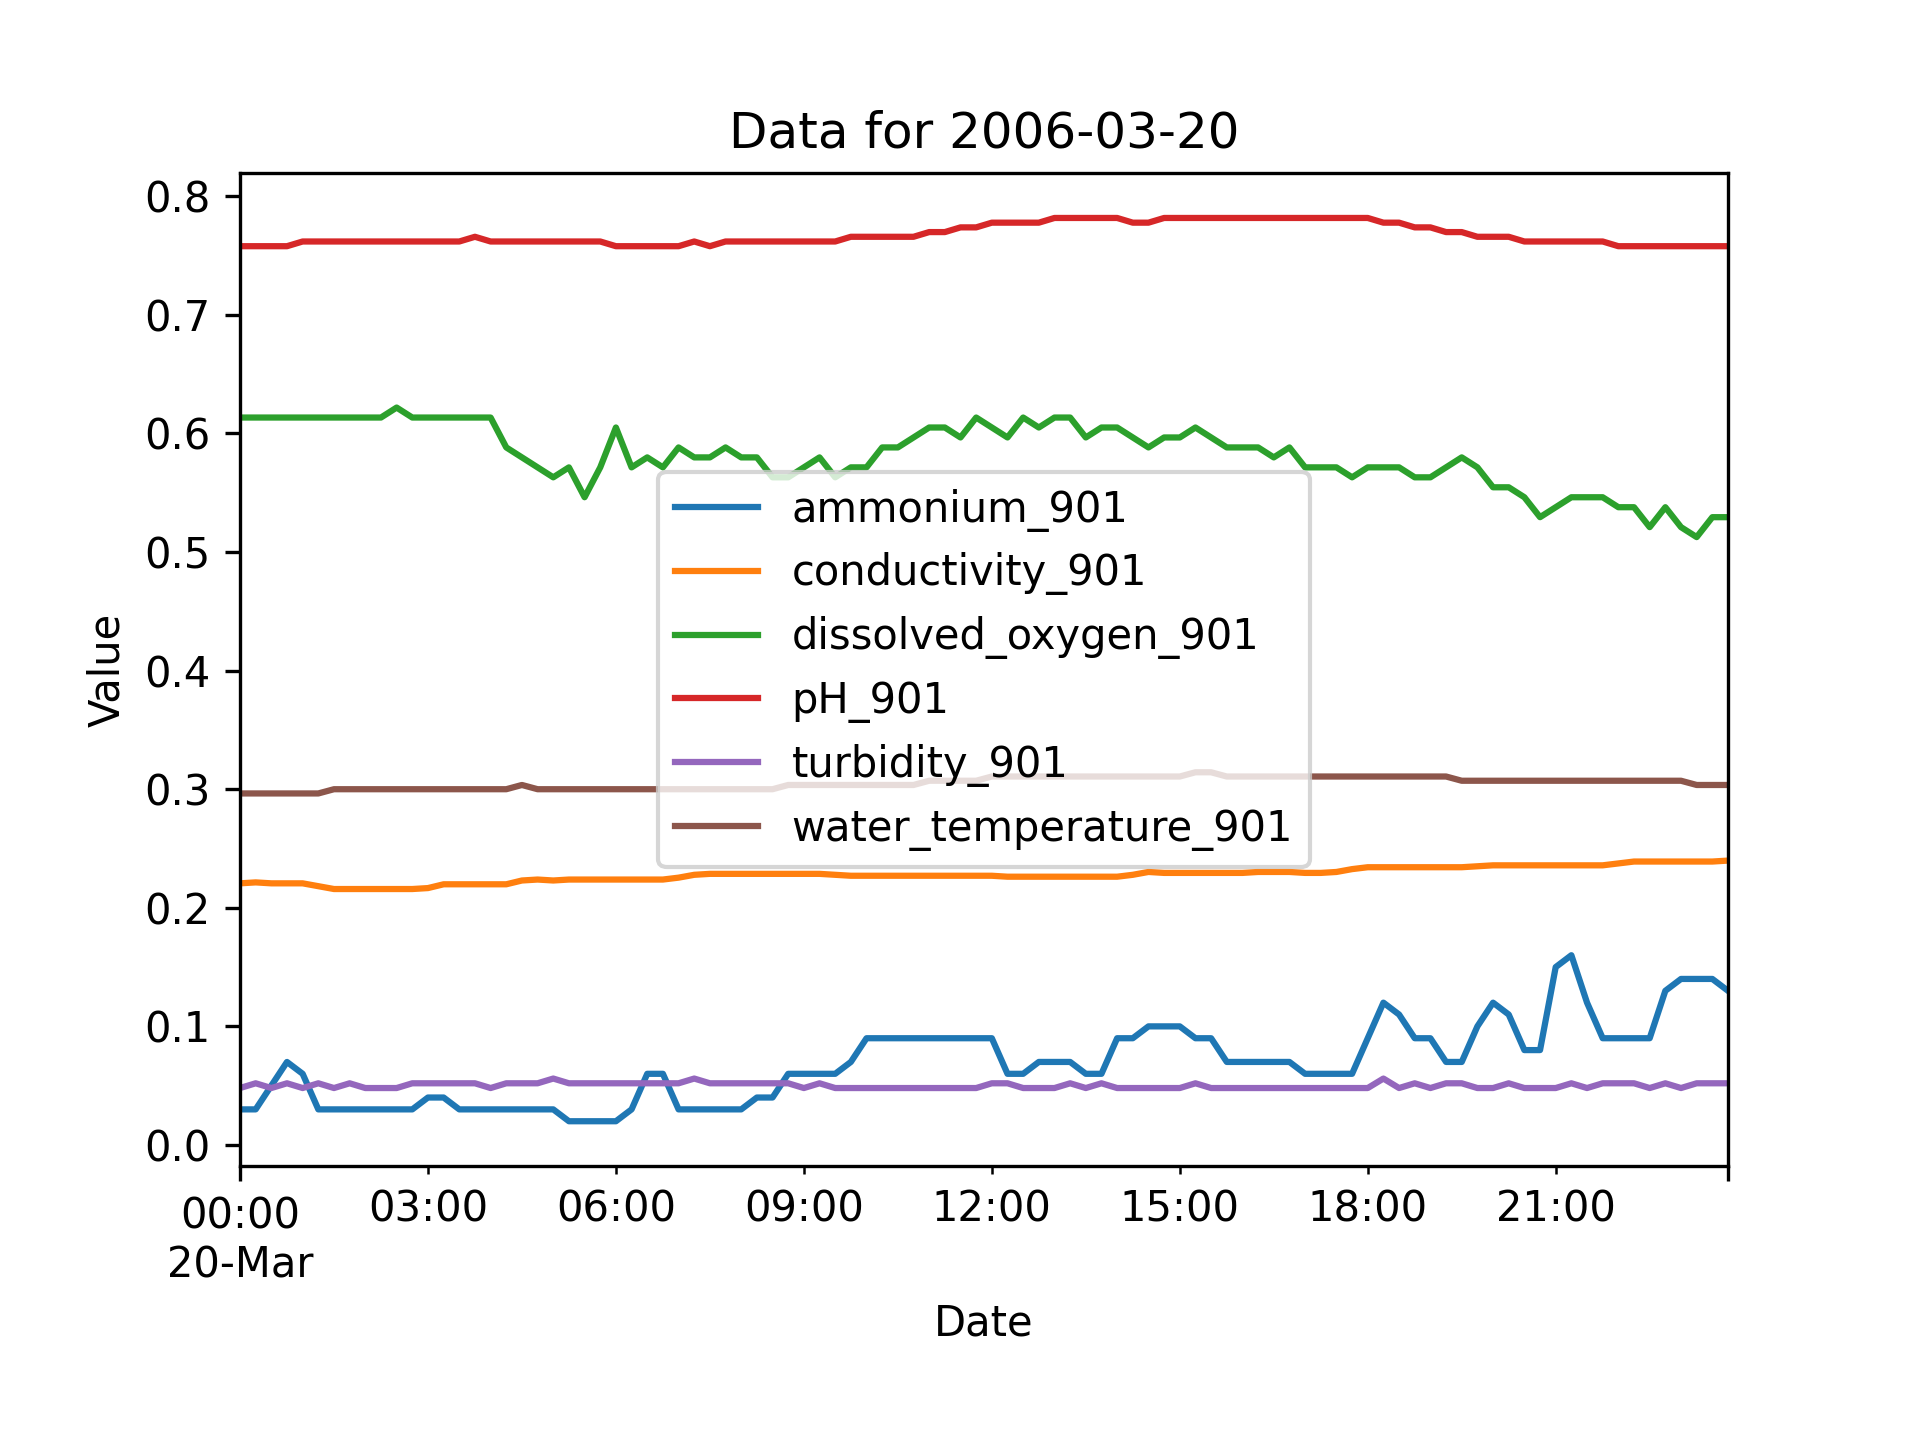 Data for 2006-03-20
0.8
0.7
0.6
0.5
0.4
0.3
0.2
0.1
0.0
Value
ammonium_901
conductivity_901
dissolved_oxygen_901
pH_901
turbidity_901
water_temperature_901
00:00 03:00 06:00 09:00 12:00 15:00 18:00 21:00
20-Mar
Date